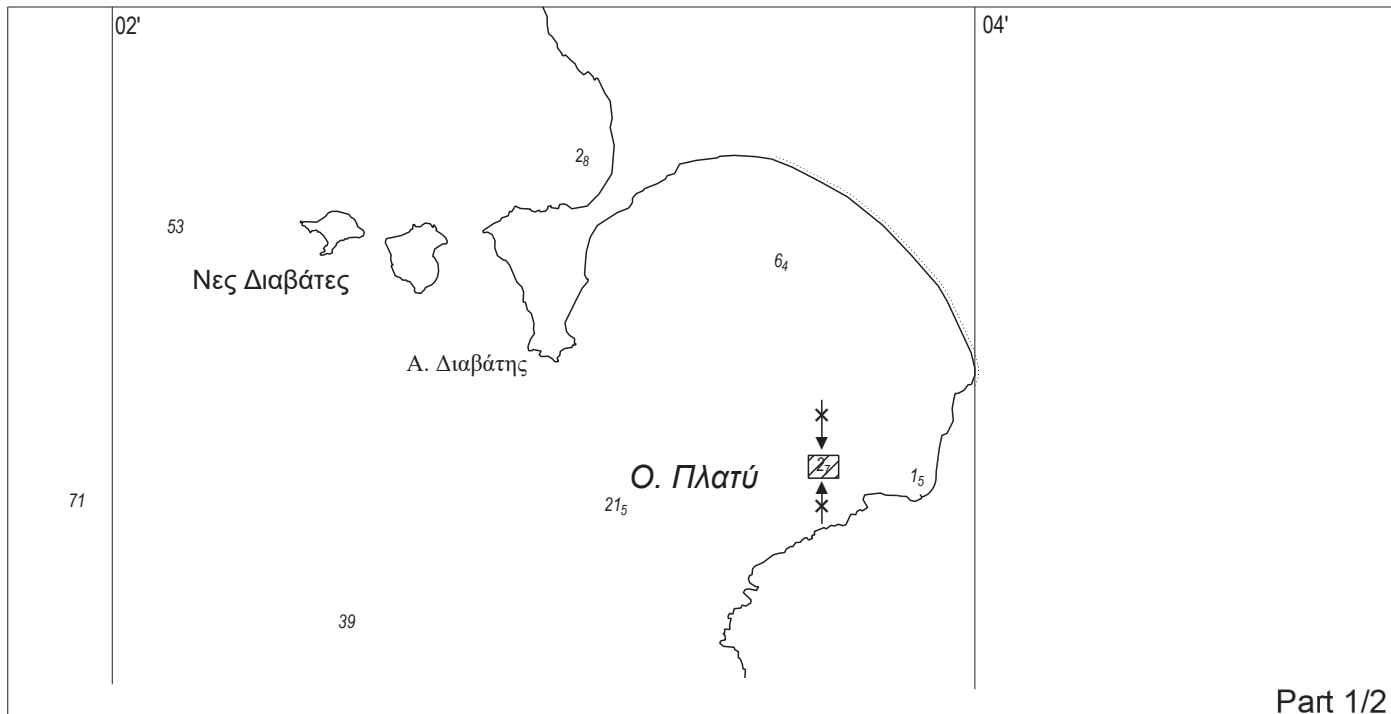 02'
04'
2₈
53
6₄
Νες Διαβάτες
Α. Διαβάτης
Ο. Πλατύ
2₇
1₅
71
21₅
39
Part 1/2